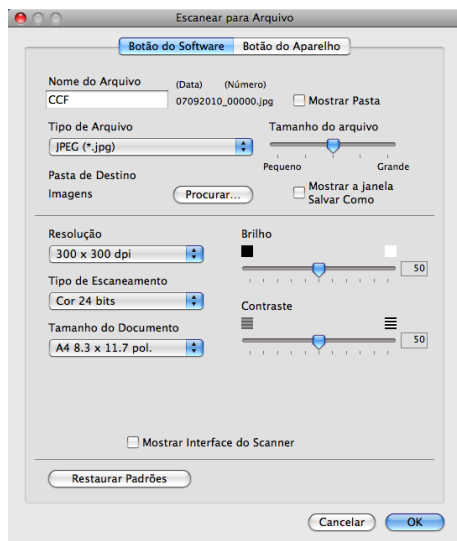 Escanear para Arquivo
Botão do Software Botão do Aparelho
Nome do Arquivo (Data) (Número)
CCF 07092010_00000.jpg Mostrar Pasta
Tipo de Arquivo Tamanho do arquivo
JPEG (*.jpg)
Pequeno Grande
Pasta de Destino
Imagens Procurar... Mostrar a janela
Salvar Como
Resolução Brilho
300 x 300 dpi
50
Tipo de Escaneamento
Cor 24 bits
Contraste
Tamanho do Documento
50
A4 8.3 x 11.7 pol.
Mostrar Interface do Scanner
Restaurar Padrões
Cancelar OK